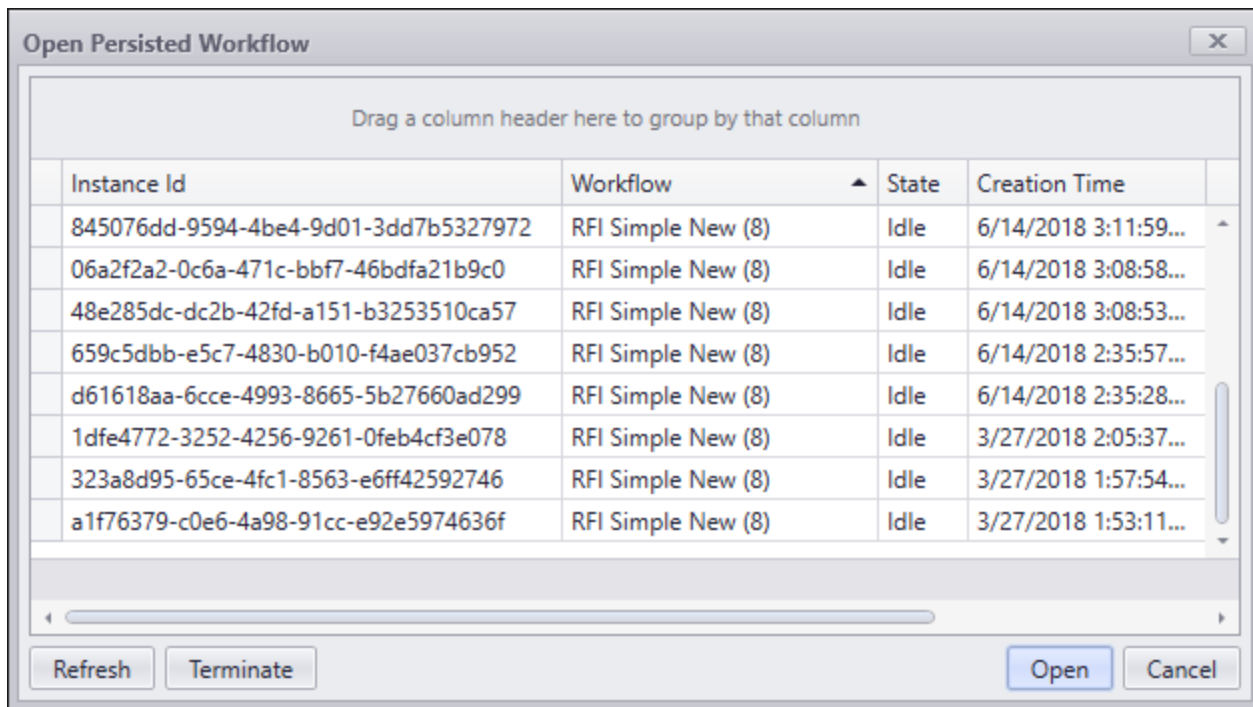 Open Persisted Workflow
Drag a column header here to group by that column
Instance Id Workflow State Creation Time
845076dd-9594-4be4-9d01-3dd7b5327972 RFI Simple New (8) Idle 6/14/2018 3:11:59...
06a2f2a2-0c6a-471c-bbf7-46bdfa21b9c0 RFI Simple New (8) Idle 6/14/2018 3:08:58...
48e285dc-dc2b-42fd-a151-b3253510ca57 RFI Simple New (8) Idle 6/14/2018 3:08:53...
659c5dbb-e5c7-4830-b010-f4ae037cb952 RFI Simple New (8) Idle 6/14/2018 2:35:57...
d61618aa-6cce-4993-8665-5b27660ad299 RFI Simple New (8) Idle 6/14/2018 2:35:28...
1dfe4772-3252-4256-9261-0feb4cf3e078 RFI Simple New (8) Idle 3/27/2018 2:05:37...
323a8d95-65ce-4fc1-8563-e6ff42592746 RFI Simple New (8) Idle 3/27/2018 1:57:54...
a1f76379-c0e6-4a98-91cc-e92e5974636f RFI Simple New (8) Idle 3/27/2018 1:53:11...
Refresh Terminate Open Cancel